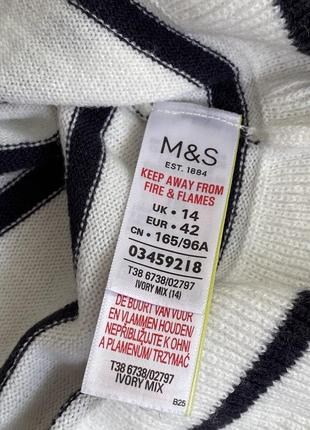 M&S
EST. 1884
KEEP AWAY FROM
FIRE & FLAMES
UK • 14
EUR • 42
CN • 165/96A
03459218
T38 6738/02797
IVORY MIX (14)
DE BUURT VAN VUUR
EN VLAMMEN HOUDEN/
NEPŘIBLIŽUJTE K OHNI
A PLAMENŮM/ TRZYMAĆ
T38 6738/02797
IVORY MIX
B25